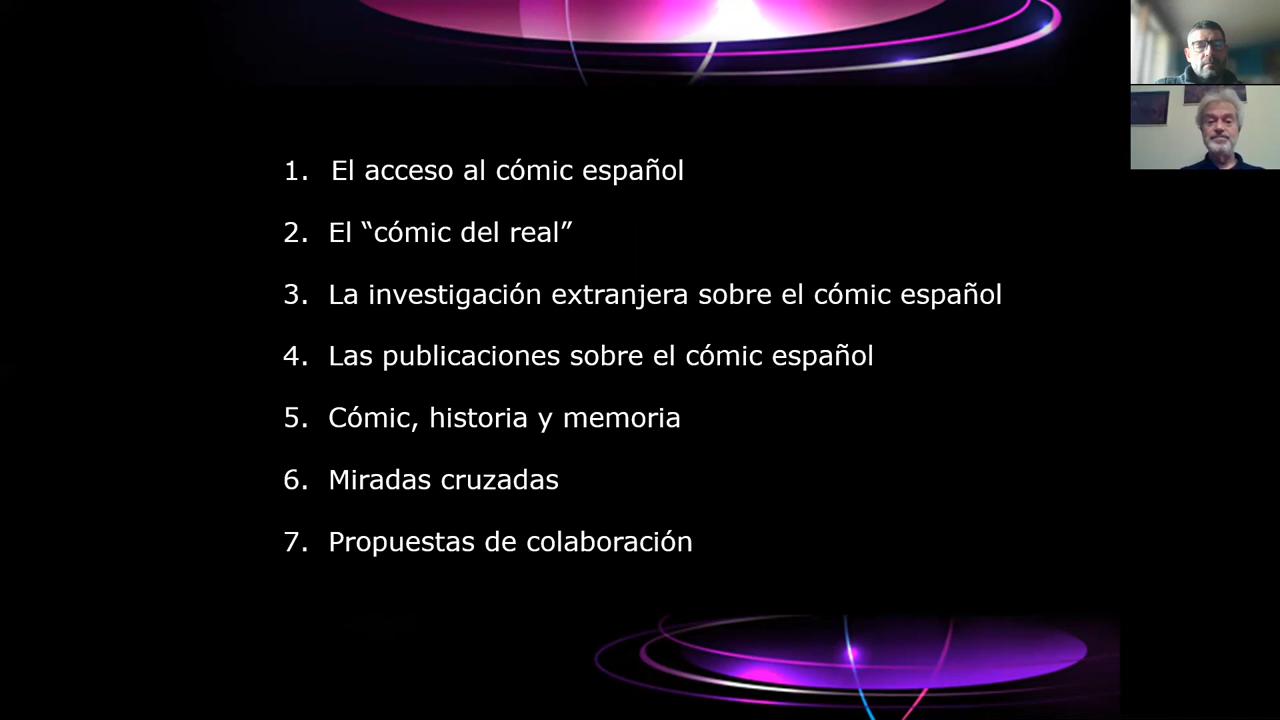 1. El acceso al cómic español
2. El “cómic del real”
3. La investigación extranjera sobre el cómic español
4. Las publicaciones sobre el cómic español
5. Cómic, historia y memoria
6. Miradas cruzadas
7. Propuestas de colaboración